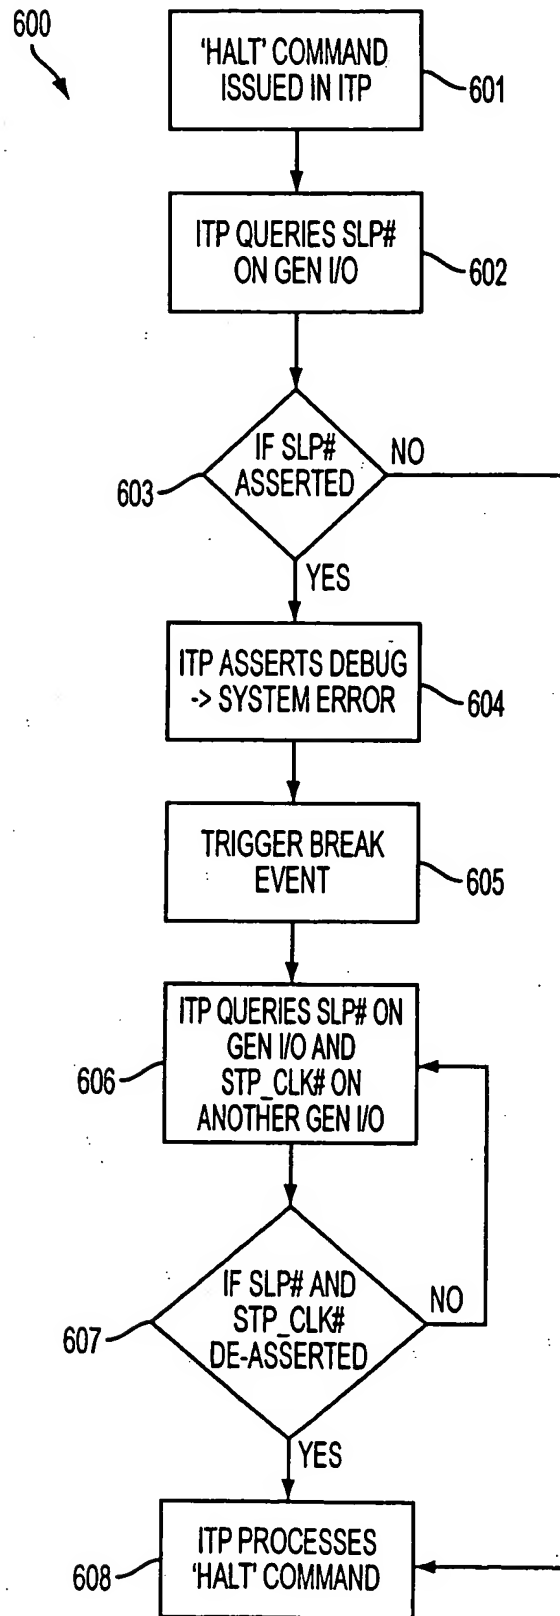 600
'HALT' COMMAND
ISSUED IN ITP
601
ITP QUERIES SLP#
ON GEN I/O
602
IF SLP#
ASSERTED
NO
603
YES
ITP ASSERTS DEBUG
-> SYSTEM ERROR
604
TRIGGER BREAK
EVENT
605
ITP QUERIES SLP# ON
GEN I/O AND
STP_CLK# ON
ANOTHER GEN I/O
606
IF SLP# AND
STP_CLK#
DE-ASSERTED
NO
607
YES
ITP PROCESSES
'HALT' COMMAND
608